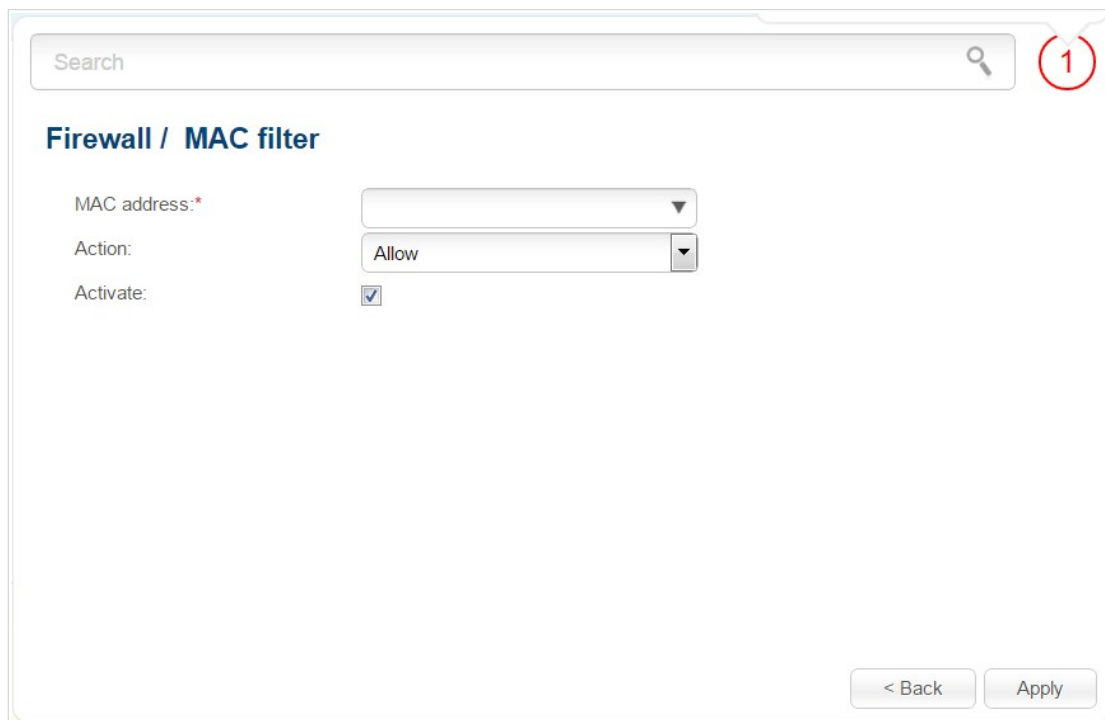 Search
1
Firewall /  MAC filter
MAC address:*
Action:
Allow
Activate:
< Back
Apply